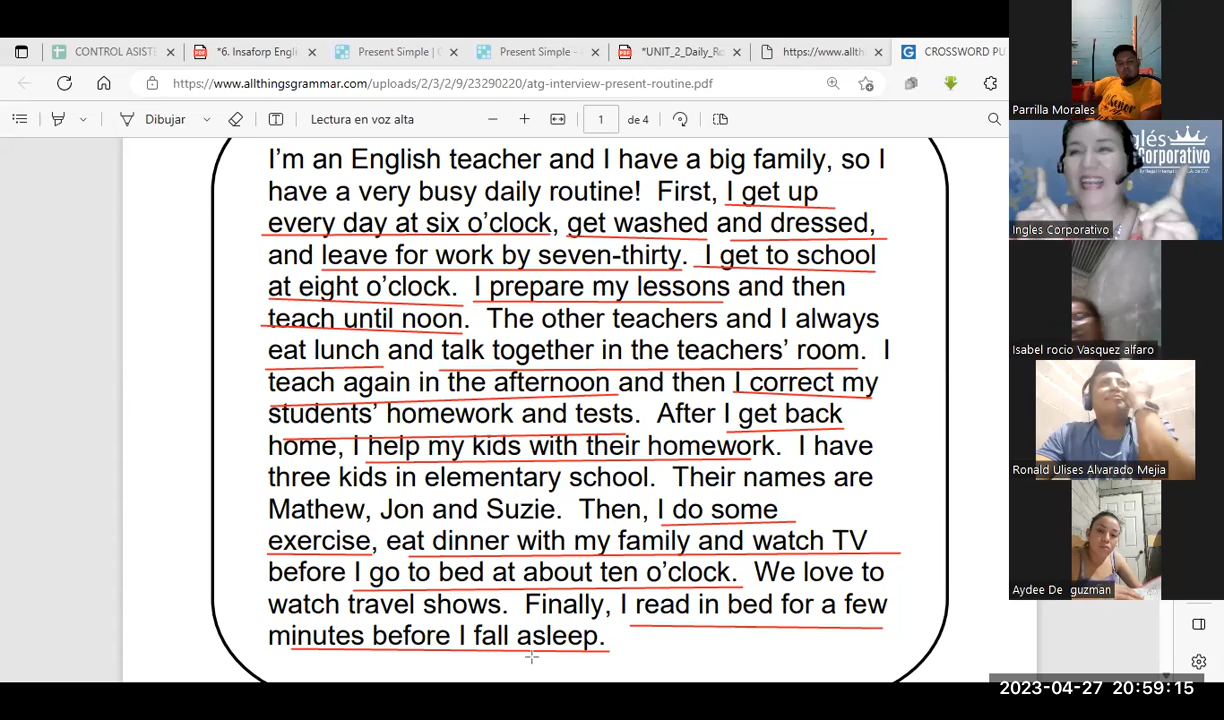 CONTROL ASISTE
*6. Insaforp Engl
Present Simple | G
Present Simple -
*UNIT_2_Daily_Ro
https://www.allth
CROSSWORD PU
https://www.allthingsgrammar.com/uploads/2/3/2/9/23290220/atg-interview-present-routine.pdf
Dibujar
Lectura en voz alta
1
de 4
I'm an English teacher and I have a big family, so I
have a very busy daily routine! First, I get up
every day at six o'clock, get washed and dressed,
and leave for work by seven-thirty. I get to school
at eight o'clock. I prepare my lessons and then
teach until noon. The other teachers and I always
eat lunch and talk together in the teachers' room. I
teach again in the afternoon and then I correct my
students' homework and tests. After I get back
home, I help my kids with their homework. I have
three kids in elementary school. Their names are
Mathew, Jon and Suzie. Then, I do some
exercise, eat dinner with my family and watch TV
before I go to bed at about ten o'clock. We love to
watch travel shows. Finally, I read in bed for a few
minutes before I fall asleep.
Parrilla Morales
glés
Corporativo
Ingles Corporativo
Isabel rocio Vasquez alfaro
Ronald Ulises Alvarado Mejia
Aydee De guzman
2023-04-27 20:59:15